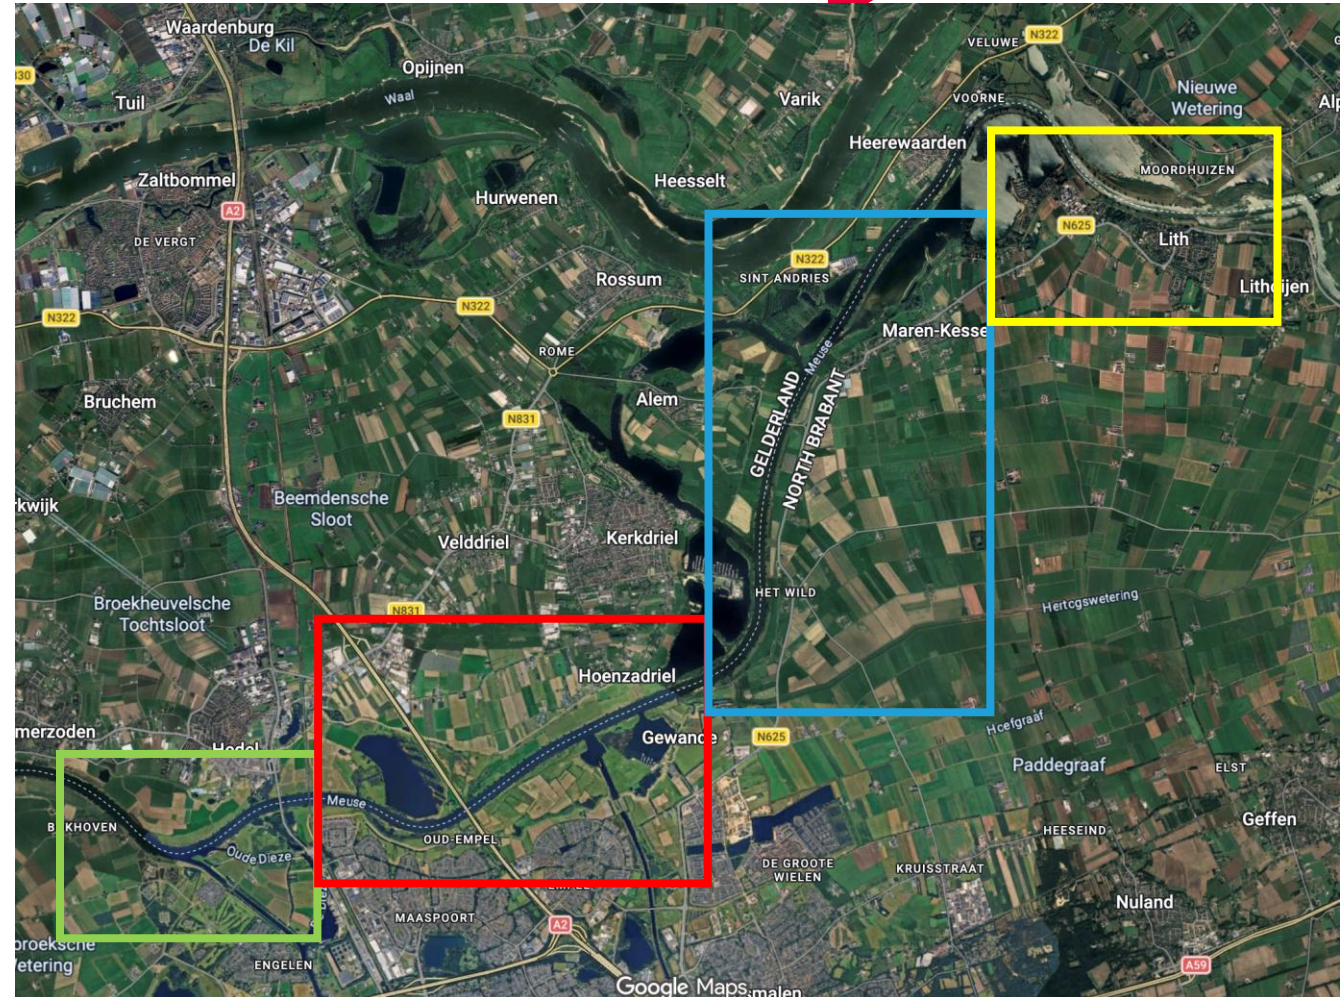 Waardenburg
De Kil
VELUWE
N322
Opijnen
Nieuwe
Wetering
Tuil
Waal
Varik
VOORNE
Heerewaarden
Zaltbommel
Heesselt
MOORDHUIZEN
Hurwenen
A2
N625
DE VERGT
Lith
N322
SINT ANDRIES
Rossum
N322
N322
Maren-Kesse
ROME
Meuse
Bruchem
Alem
N831
GELDERLAND
NORTH BRABANT
Beemdensche
Sloot
rkwijk
Velddriel
Kerkdriel
HET WILD
Hertogswetering
Broekheuvelsche
Tochtsloot
N831
Hoenzadriel
merzoden
Gewande
N625
Hoefgraaf
Paddegraaf
ELST
Meuse
OUD-EMPEL
Oude Dieze
HEESEIND
Geffen
DE GROOTE
WIELEN
KRUISSTRAAT
MAASPOORT
A2
Nuland
broeksche
ENGELEN
A59
Google Maps